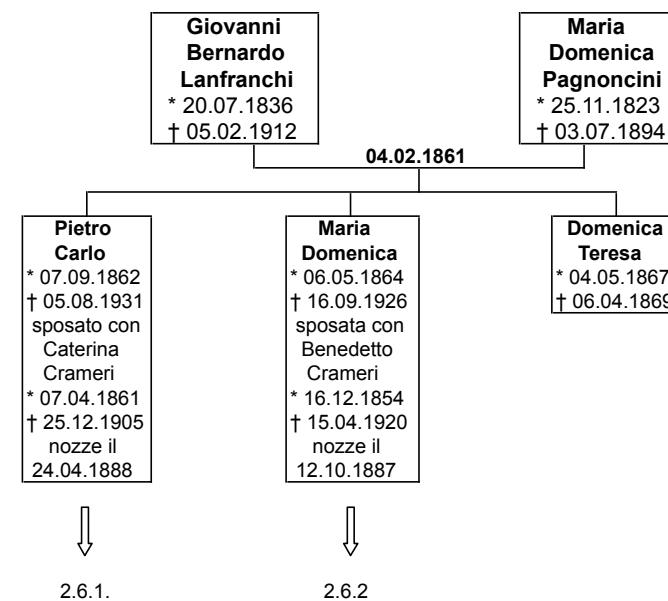 Giovanni
Bernardo
Lanfranchi
* 20.07.1836
† 05.02.1912
Maria
Domenica
Pagnoncini
* 25.11.1823
† 03.07.1894
04.02.1861
Pietro
Carlo
* 07.09.1862
† 05.08.1931
sposato con
Caterina
Crameri
* 07.04.1861
† 25.12.1905
nozze il
24.04.1888
Maria
Domenica
* 06.05.1864
† 16.09.1926
sposata con
Benedetto
Crameri
* 16.12.1854
† 15.04.1920
nozze il
12.10.1887
Domenica
Teresa
* 04.05.1867
† 06.04.1869
2.6.1.
2.6.2